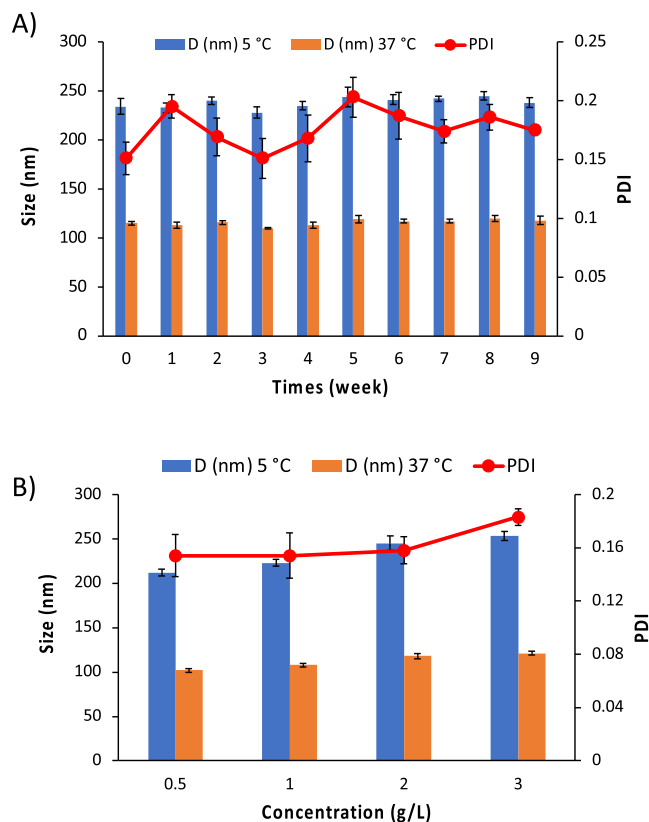 A)
D (nm) 5 °C D (nm) 37 °C PDI
300
250
200
150
100
50
0
Size (nm)
0.25
0.2
0.15
0.1
0.05
0
PDI
0 1 2 3 4 5 6 7 8 9
Times (week)
B)
D (nm) 5 °C D (nm) 37 °C PDI
300
250
200
150
100
50
0
Size (nm)
0.2
0.16
0.12
0.08
0.04
0
PDI
0.5 1 2 3
Concentration (g/L)